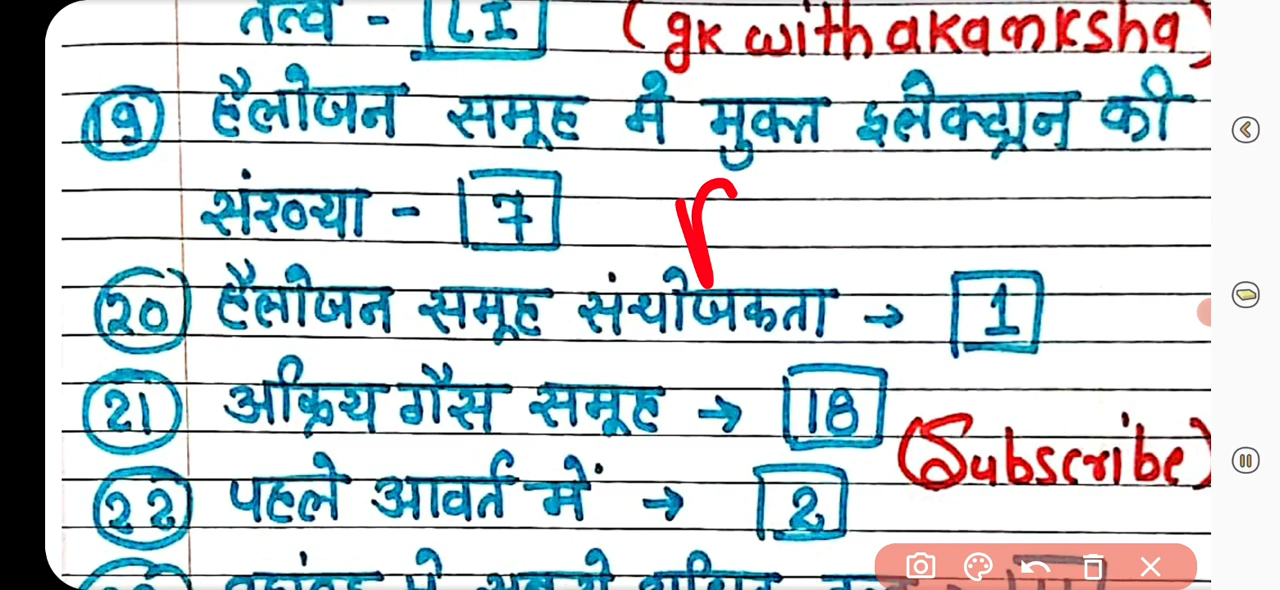 तत्व - LI (gk with akanksha)
19 हैलोजन समूह में मुक्त इलेक्ट्रान की
संख्या - 7
r
20 हैलोजन समूह संयोजकता → 1
21 अक्रिय गैस समूह → 18
(Subscribe)
22 पहले आवर्त में → 2